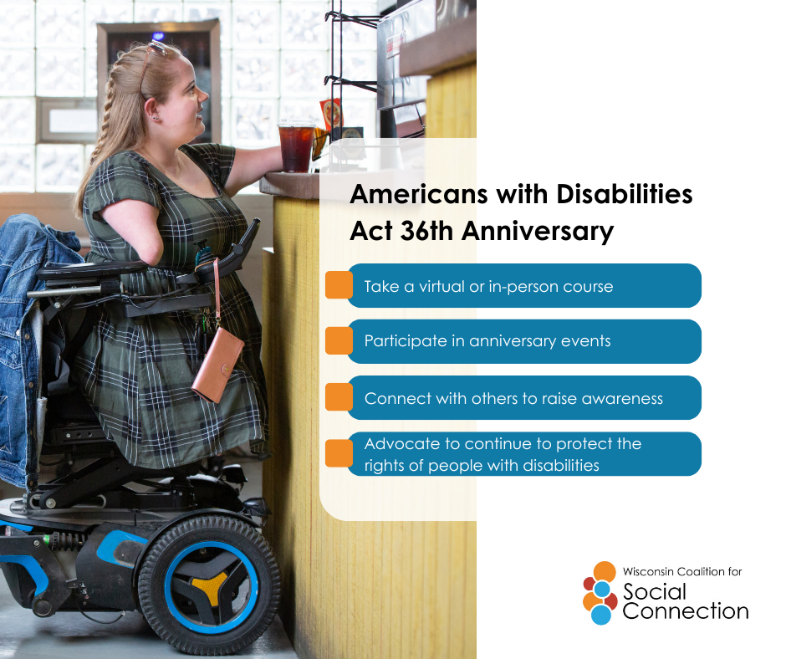 Americans with Disabilities
Act 36th Anniversary
Take a virtual or in-person course
Participate in anniversary events
Connect with others to raise awareness
Advocate to continue to protect the
rights of people with disabilities
Wisconsin Coalition for
Social
Connection